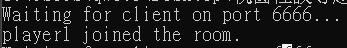 Waiting for client on port 6666...
player1 joined the room.